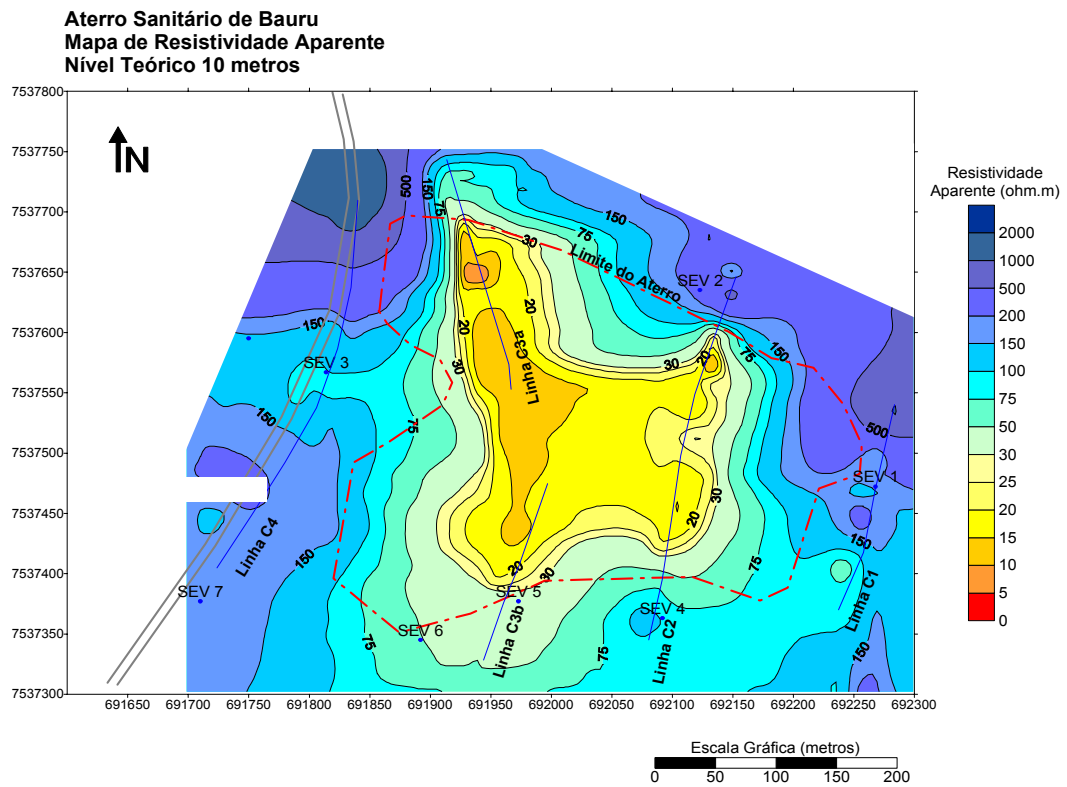 Aterro Sanitário de Bauru
Mapa de Resistividade Aparente
Nível Teórico 10 metros
7537800
7537750
7537700
7537650
7537600
7537550
7537500
7537450
7537400
7537350
7537300
N
500
150
75
75
150
75
30
Limite do Aterro
SEV 2
20
150
20
Linha C3a
SEV 3
30
30
20
75
150
150
75
500
SEV 1
30
20
150
Linha C4
150
20
30
75
SEV 7
SEV 5
SEV 4
Linha C1
SEV 6
75
Linha C3b
75
Linha C2
150
691650 691700 691750 691800 691850 691900 691950 692000 692050 692100 692150 692200 692250 692300
Resistividade
Aparente (ohm.m)
2000
1000
500
200
150
100
75
50
30
25
20
15
10
5
0
Escala Gráfica (metros)
0 50 100 150 200